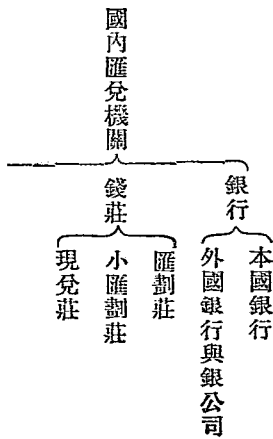 國內匯兌機關
銀行
本國銀行
外國銀行與銀公司
錢莊
匯劃莊
小匯劃莊
現兌莊